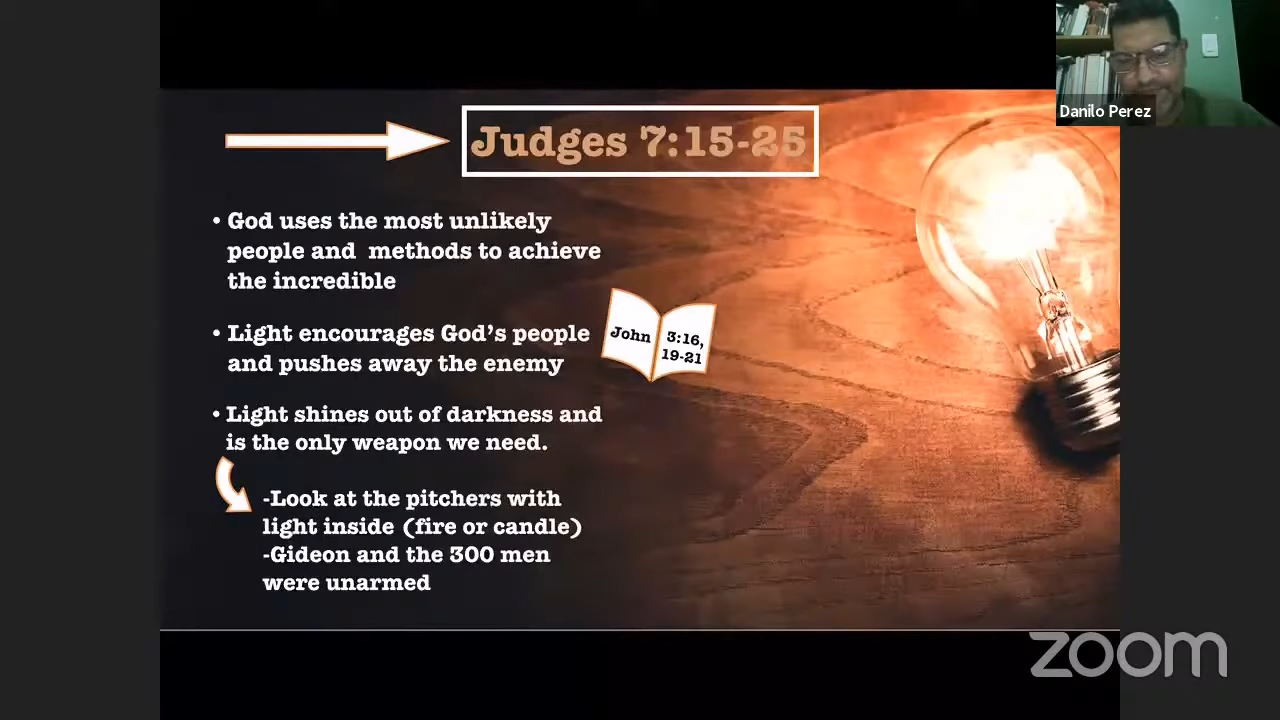 Danilo Perez
Judges 7:15-25
• God uses the most unlikely
people and  methods to achieve
the incredible
• Light encourages God's people
and pushes away the enemy
John 3:16,
19-21
• Light shines out of darkness and
is the only weapon we need.
-Look at the pitchers with
light inside (fire or candle)
-Gideon and the 300 men
were unarmed
zoom